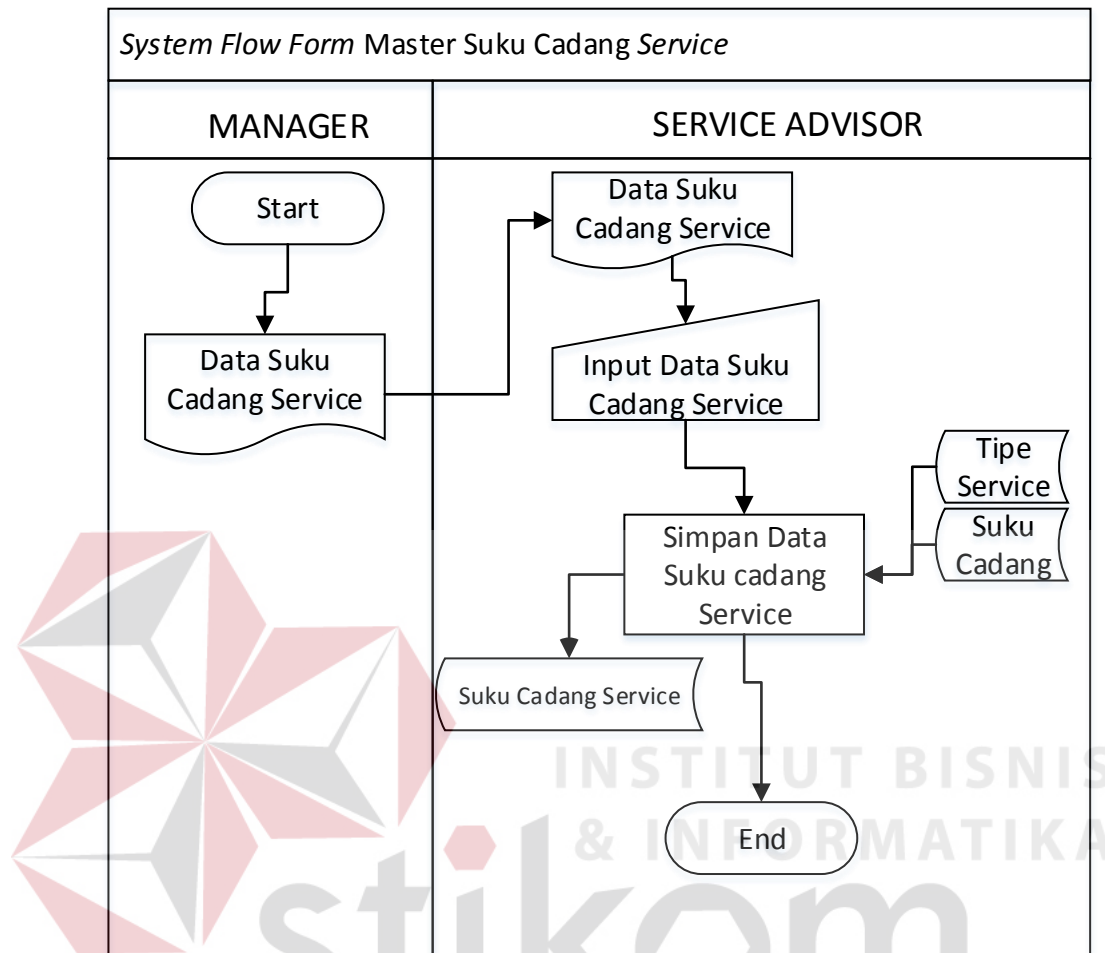 System Flow Form Master Suku Cadang Service
MANAGER
SERVICE ADVISOR
Start
Data Suku
Cadang Service
Data Suku
Cadang Service
Input Data Suku
Cadang Service
Tipe
Service
Suku
Cadang
Simpan Data
Suku cadang
Service
Suku Cadang Service
End
INSTITUT BISNIS
& INFORMATIKA
stikom